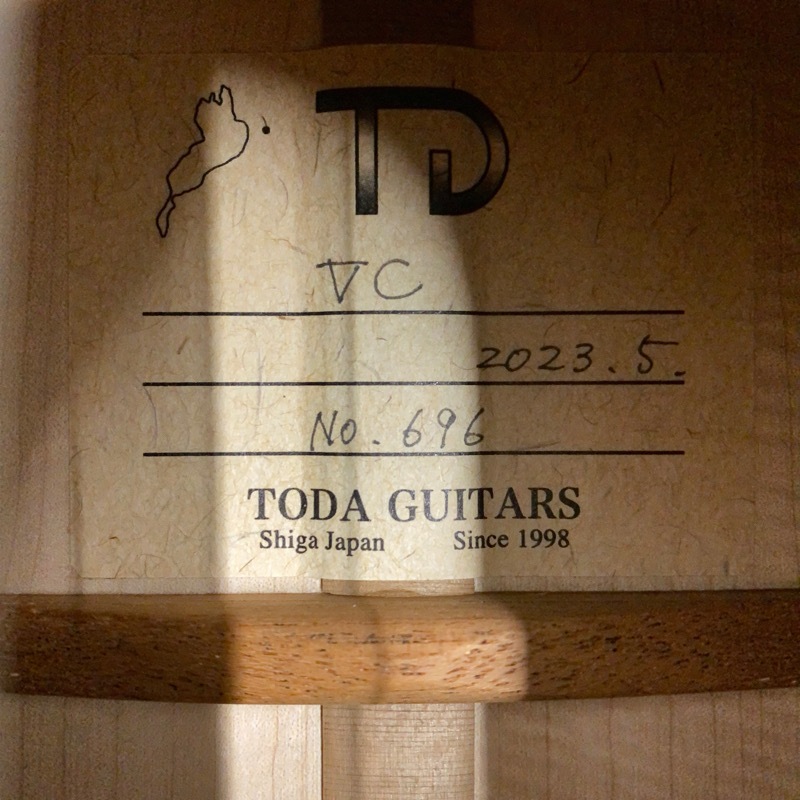 TD
VC
2023.5.
No.696
TODA GUITARS
Shiga Japan Since 1998